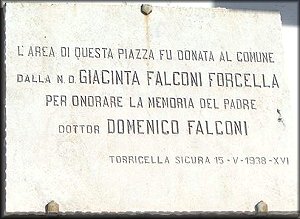 L'AREA DI QUESTA PIAZZA FU DONATA AL COMUNE
DALLA N.D. GIACINTA FALCONI FORCELLA
PER ONORARE LA MEMORIA DEL PADRE
DOTTOR DOMENICO FALCONI
TORRICELLA SICURA 15-V-1938-XVI